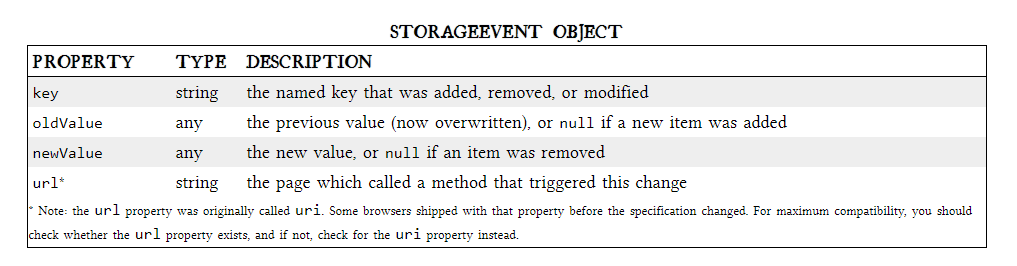 STORAGEEVENT OBJECT
PROPERTY TYPE DESCRIPTION
key string the named key that was added, removed, or modified
oldValue any the previous value (now overwritten), or null if a new item was added
newValue any the new value, or null if an item was removed
url* string the page which called a method that triggered this change
* Note: the url property was originally called uri. Some browsers shipped with that property before the specification changed. For maximum compatibility, you should
check whether the url property exists, and if not, check for the uri property instead.